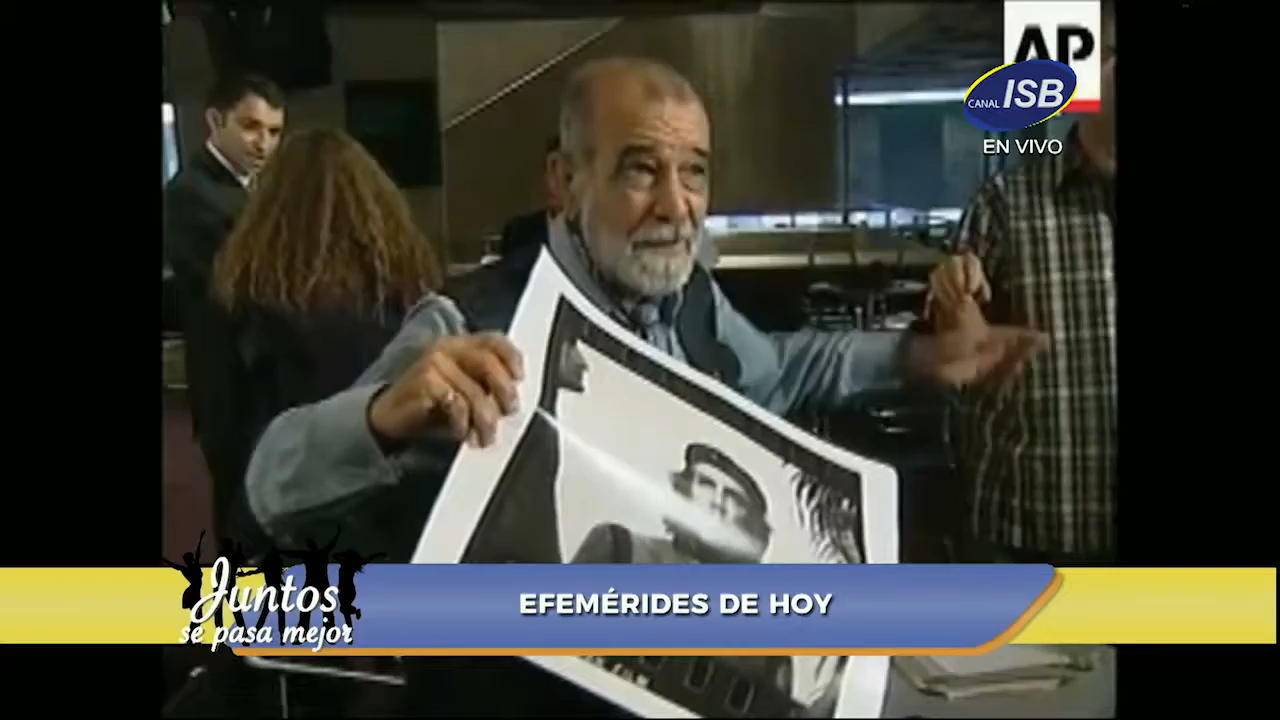 AP
CANAL ISB
EN VIVO
EFEMÉRIDES DE HOY
Juntos
se pasa mejor